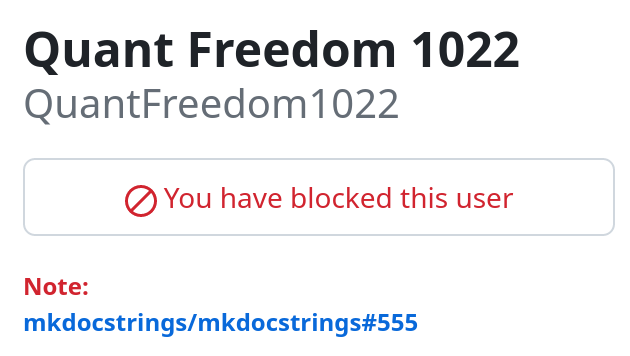 Quant Freedom 1022
QuantFreedom1022
You have blocked this user
Note:
mkdocstrings/mkdocstrings#555